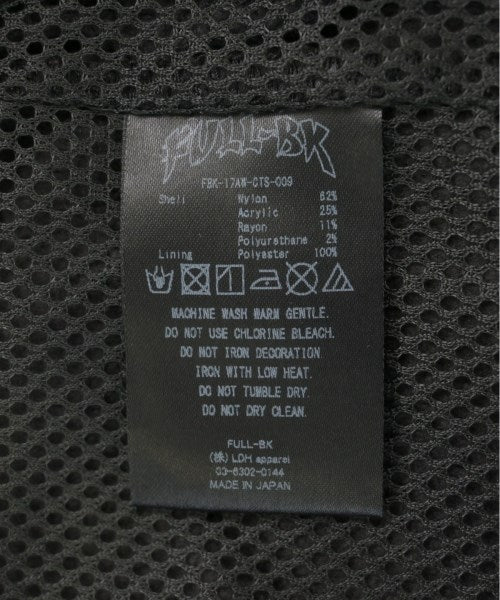 FULL-BK
FBK-17AW-CTS-009
Shell Nylon 62%
Acrylic 25%
Rayon 11%
Polyurethane 2%
Lining Polyester 100%
MACHINE WASH WARM GENTLE.
DO NOT USE CHLORINE BLEACH.
DO NOT IRON DECORATION.
IRON WITH LOW HEAT.
DO NOT TUMBLE DRY.
DO NOT DRY CLEAN.
FULL-BK
(株) LDH apparel
03-6302-0144
MADE IN JAPAN